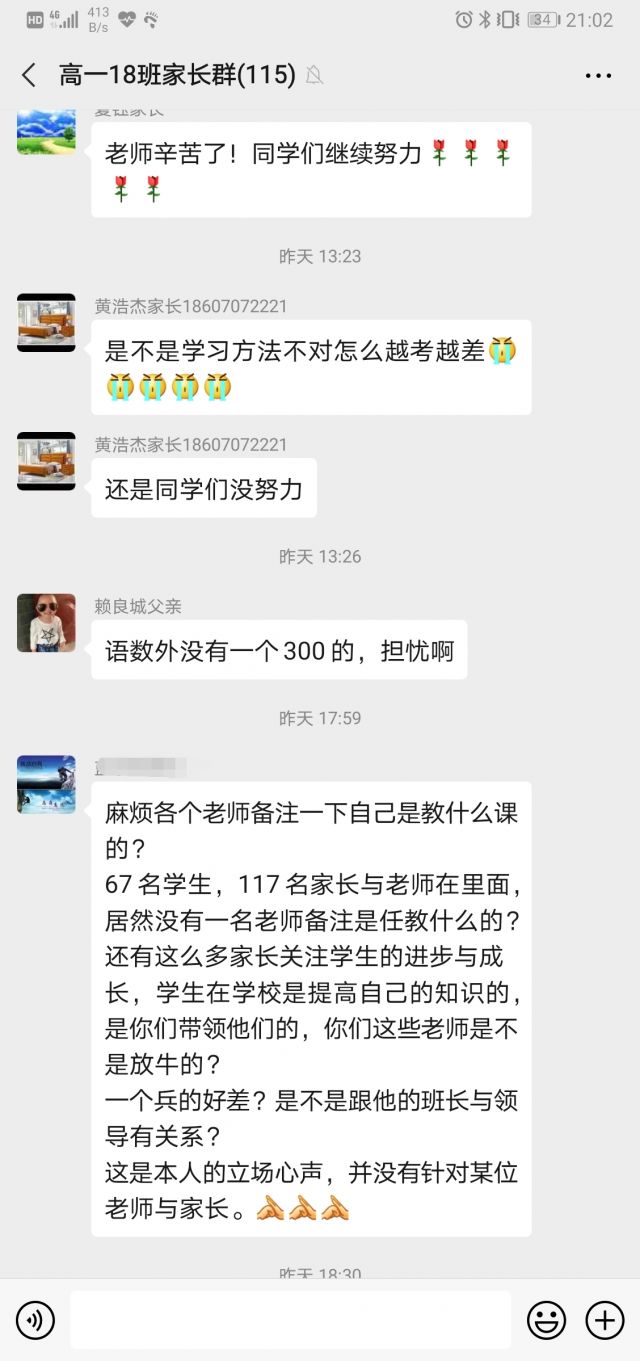 HD 4G 413 B/s 34 21:02
高一18班家长群(115)
夏钰家长
老师辛苦了！同学们继续努力🌹🌹🌹
🌹🌹
昨天 13:23
黄浩杰家长18607072221
是不是学习方法不对怎么越考越差😭
😭😭😭😭
黄浩杰家长18607072221
还是同学们没努力
昨天 13:26
赖良城父亲
语数外没有一个300的，担忧啊
昨天 17:59
麻烦各个老师备注一下自己是教什么课
的？
67名学生，117名家长与老师在里面，
居然没有一名老师备注是任教什么的？
还有这么多家长关注学生的进步与成
长，学生在学校是提高自己的知识的，
是你们带领他们的，你们这些老师是不
是放牛的？
一个兵的好差？是不是跟他的班长与领
导有关系？
这是本人的立场心声，并没有针对某位
老师与家长。
昨天 18:30